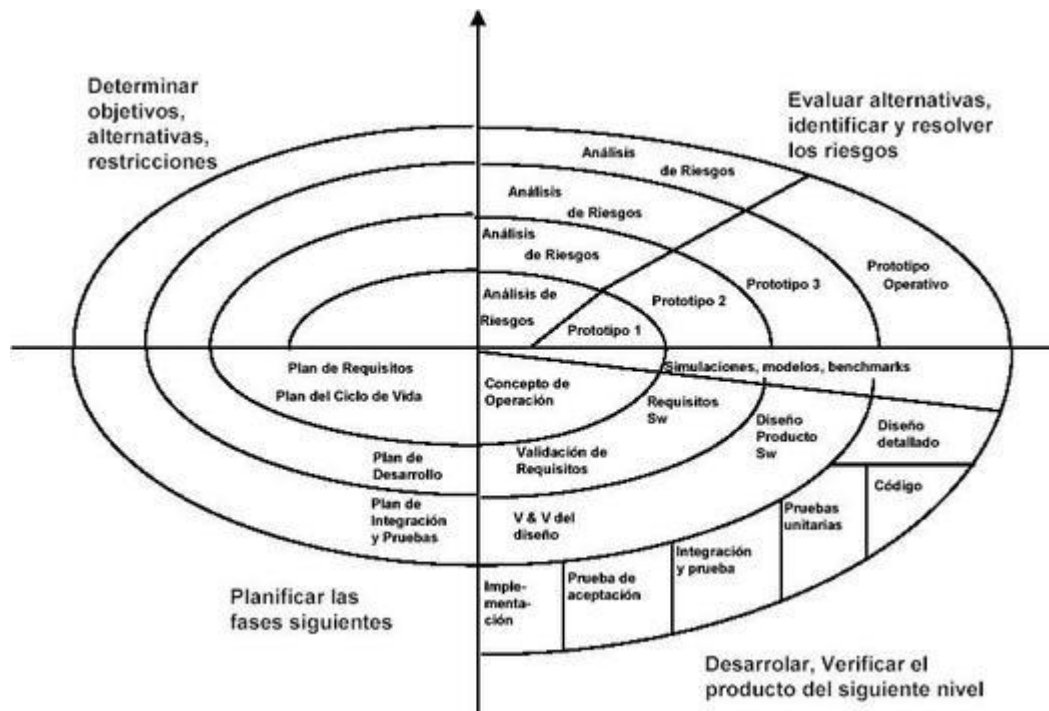 Determinar
objetivos,
alternativas,
restricciones
Evaluar alternativas,
identificar y resolver
los riesgos
Análisis
de Riesgos
Análisis
de Riesgos
Análisis
de Riesgos
Análisis de
Riesgos
Prototipo 1
Prototipo 2
Prototipo 3
Prototipo
Operativo
Simulaciones, modelos, benchmarks
Plan de Requisitos
Plan del Ciclo de Vida
Concepto de
Operación
Requisitos
Sw
Diseño
Producto
Sw
Diseño
detallado
Plan de
Desarrollo
Validación de
Requisitos
Código
Plan de
Integración
y Pruebas
V & V del
diseño
Pruebas
unitarias
Integración
y prueba
Prueba de
aceptación
Imple-
menta-
ción
Planificar las
fases siguientes
Desarrolar, Verificar el
producto del siguiente nivel